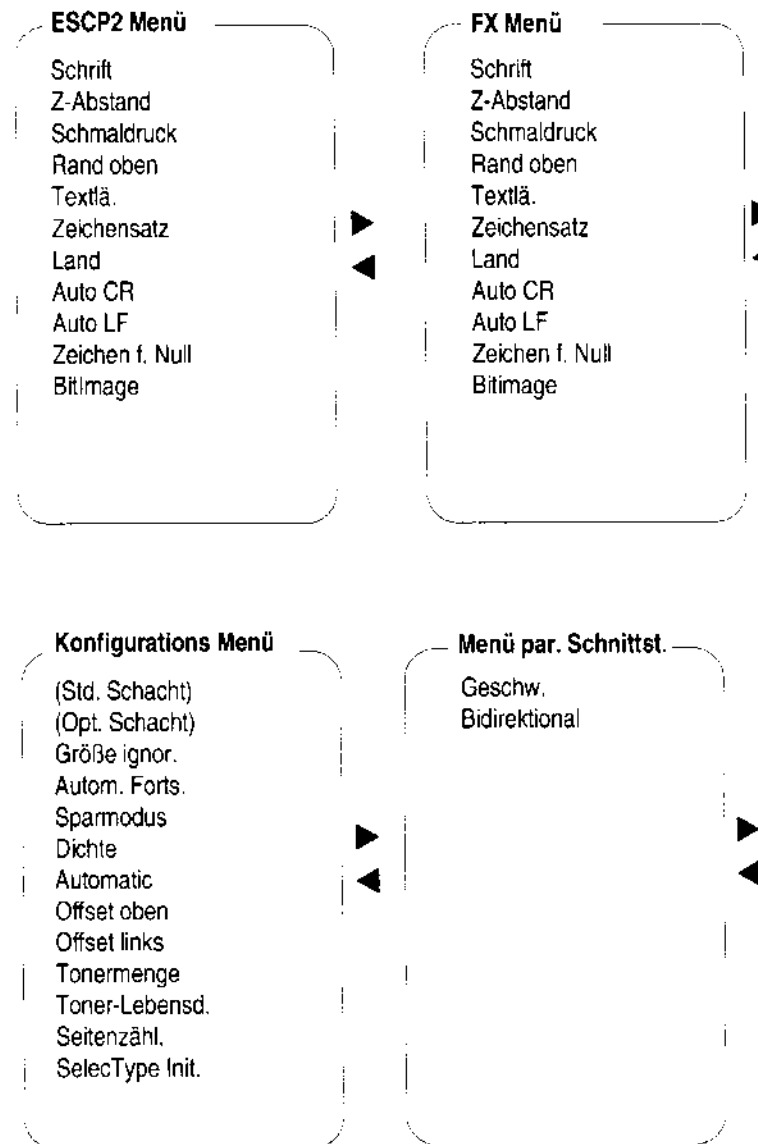 ESCP2 Menü
Schrift
Z-Abstand
Schmaldruck
Rand oben
Textlä.
Zeichensatz
Land
Auto CR
Auto LF
Zeichen f. Null
BitImage
FX Menü
Schrift
Z-Abstand
Schmaldruck
Rand oben
Textlä.
Zeichensatz
Land
Auto CR
Auto LF
Zeichen f. Null
Bitimage
Konfigurations Menü
(Std. Schacht)
(Opt. Schacht)
Größe ignor.
Autom. Forts.
Sparmodus
Dichte
Automatic
Offset oben
Offset links
Tonermenge
Toner-Lebensd.
Seitenzähl.
SelecType Init.
Menü par. Schnittst.
Geschw.
Bidirektional